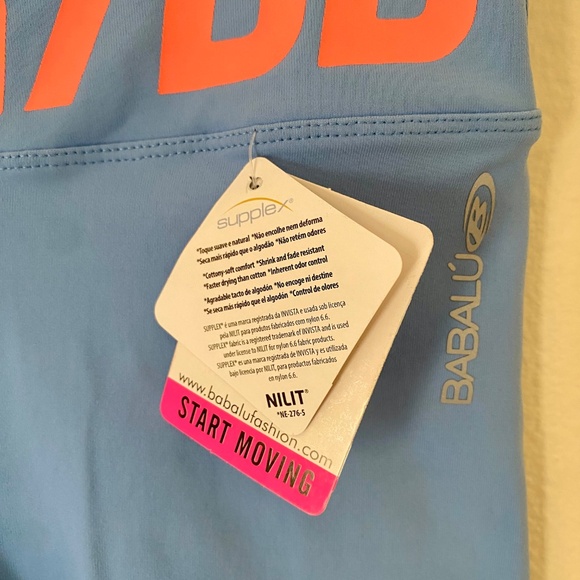 BABALÚ
supplex®
*Toque suave e natural *Não encolhe nem deforma
*Seca mais rápido que o algodão *Não retém odores
*Cottony-soft comfort *Shrink and fade resistant
*Faster drying than cotton *Inherent odor control
*Agradable tacto de algodón *No encoge ni destine
*Se seca más rápido que el algodón *Control de olores
SUPPLEX® é uma marca registrada da INVISTA e usada sob licença
pela NILIT para produtos fabricados com nylon 6.6.
SUPPLEX® fabric is a registered trademark of INVISTA and is used
under license to NILIT for nylon 6.6 fabric products.
SUPPLEX® es una marca registrada de INVISTA y es utilizada
bajo licencia por NILIT, para productos fabricados
en nylon 6.6.
NILIT®
*NE-276-S
www.babalufashion.com
START MOVING